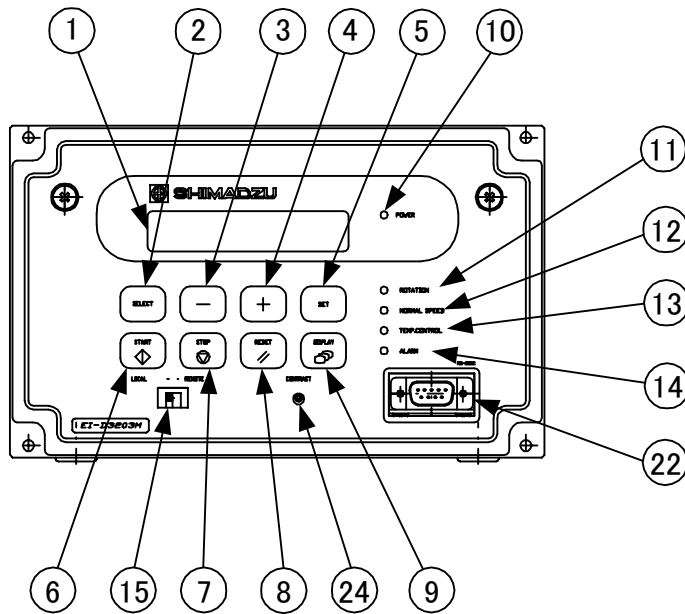 1
2
3
4
5
10
11
12
13
14
22
SHIMADZU
POWER
SELECT
−
+
SET
ROTATION
NORMAL SPEED
TEMP.CONTROL
ALARM
START
STOP
RESET
DISPLAY
LOCAL - - REMOTE
CONTRAST
EI-D3203M
6
15
7
8
24
9